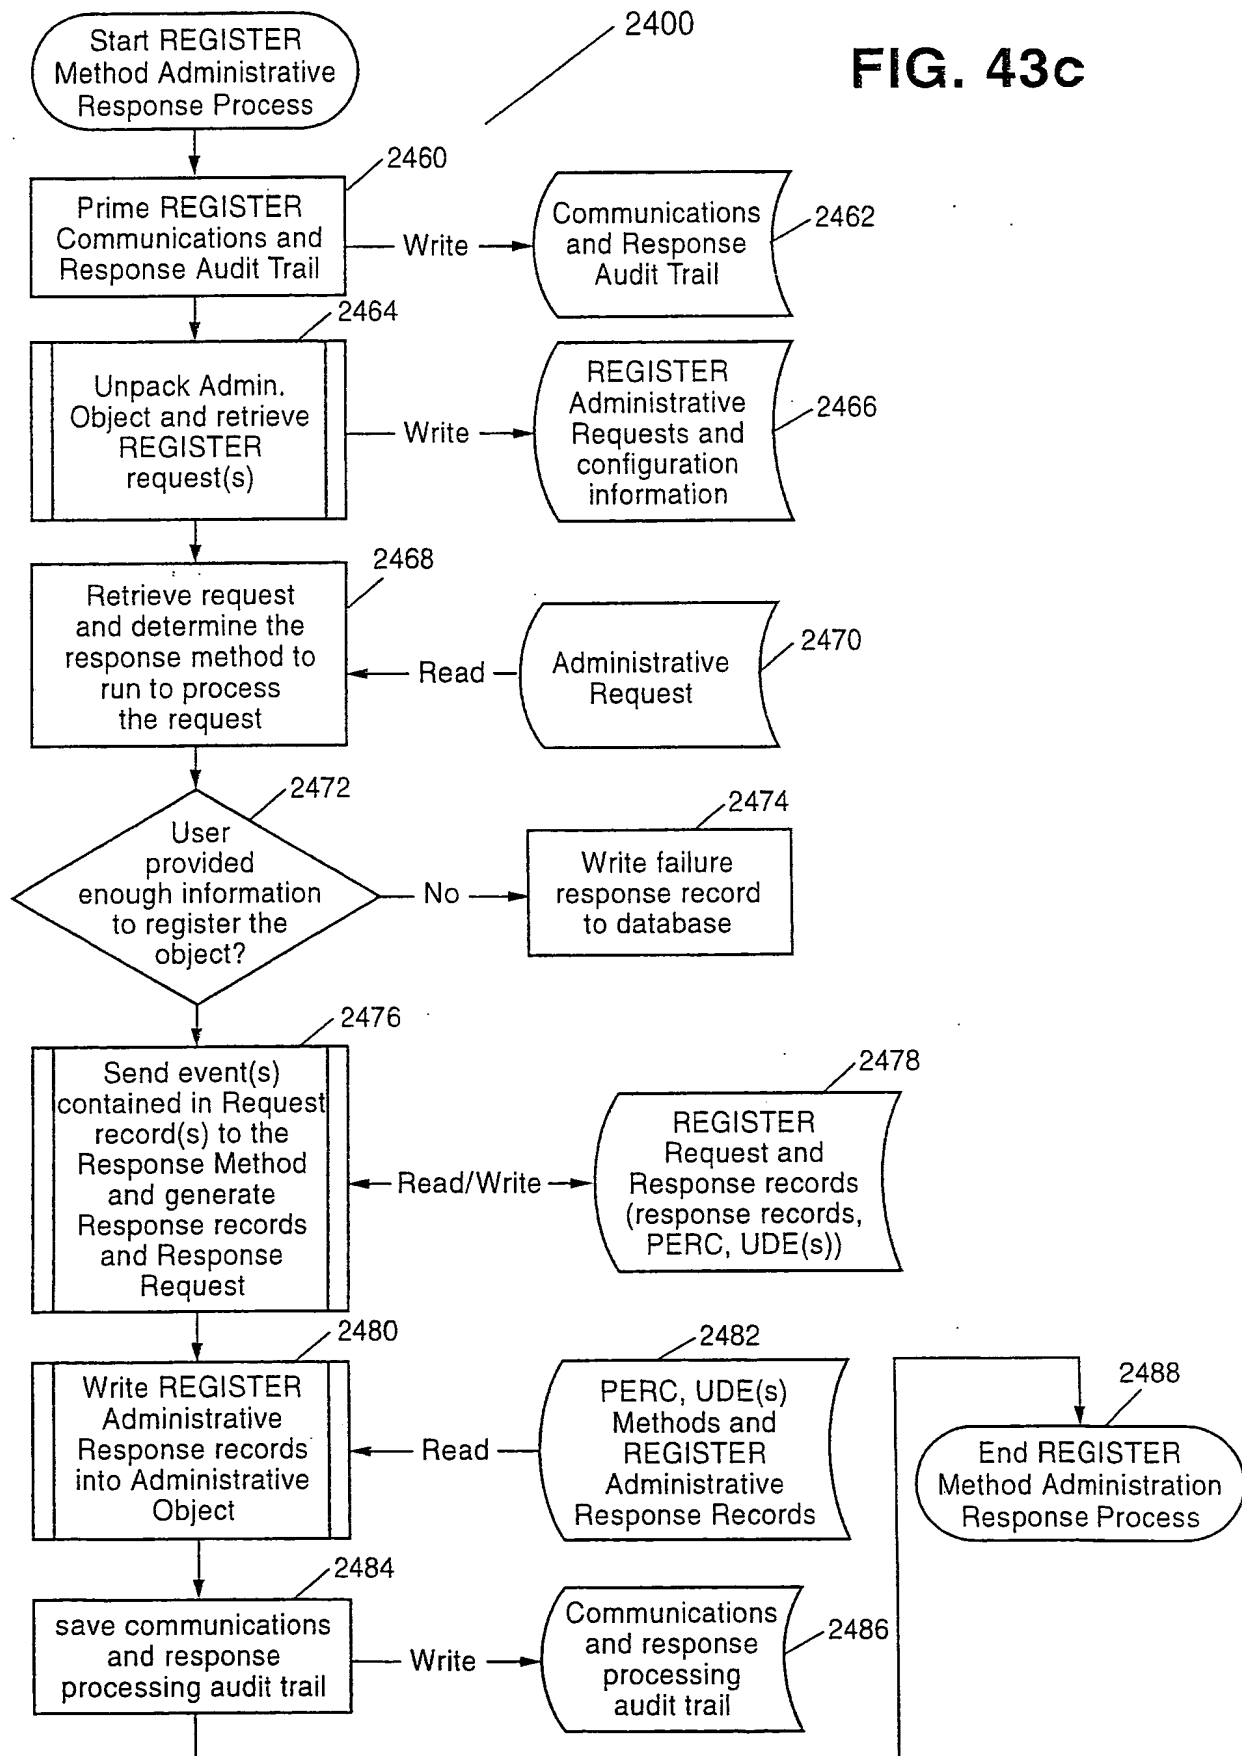 Start REGISTER
Method Administrative
Response Process
2400
FIG. 43c
2460
Prime REGISTER
Communications and
Response Audit Trail
Write
Communications
and Response
Audit Trail
2462
2464
Unpack Admin.
Object and retrieve
REGISTER
request(s)
Write
REGISTER
Administrative
Requests and
configuration
information
2466
2468
Retrieve request
and determine the
response method to
run to process
the request
Read
Administrative
Request
2470
2472
User
provided
enough information
to register the
object?
No
2474
Write failure
response record
to database
2476
Send event(s)
contained in Request
record(s) to the
Response Method
and generate
Response records
and Response
Request
Read/Write
2478
REGISTER
Request and
Response records
(response records,
PERC, UDE(s))
2480
Write REGISTER
Administrative
Response records
into Administrative
Object
Read
2482
PERC, UDE(s)
Methods and
REGISTER
Administrative
Response Records
2484
save communications
and response
processing audit trail
Write
Communications
and response
processing
audit trail
2486
2488
End REGISTER
Method Administration
Response Process